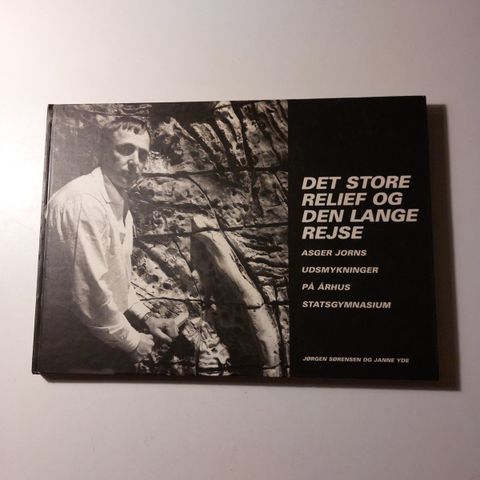 DET STORE
RELIEF OG
DEN LANGE
REJSE
ASGER JORNS
UDSMYKNINGER
PÅ ÅRHUS
STATSGYMNASIUM
JØRGEN SØRENSEN OG JANNE YDE